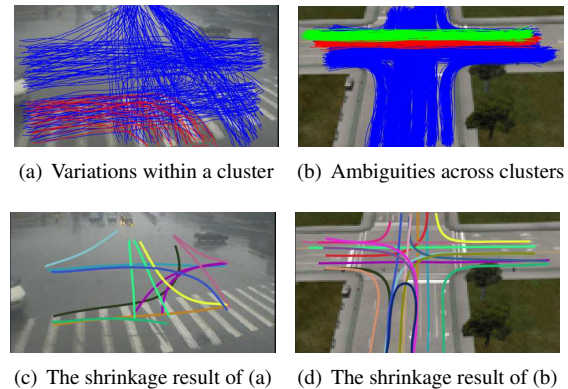 (a) Variations within a cluster
(b) Ambiguities across clusters
(c) The shrinkage result of (a)
(d) The shrinkage result of (b)